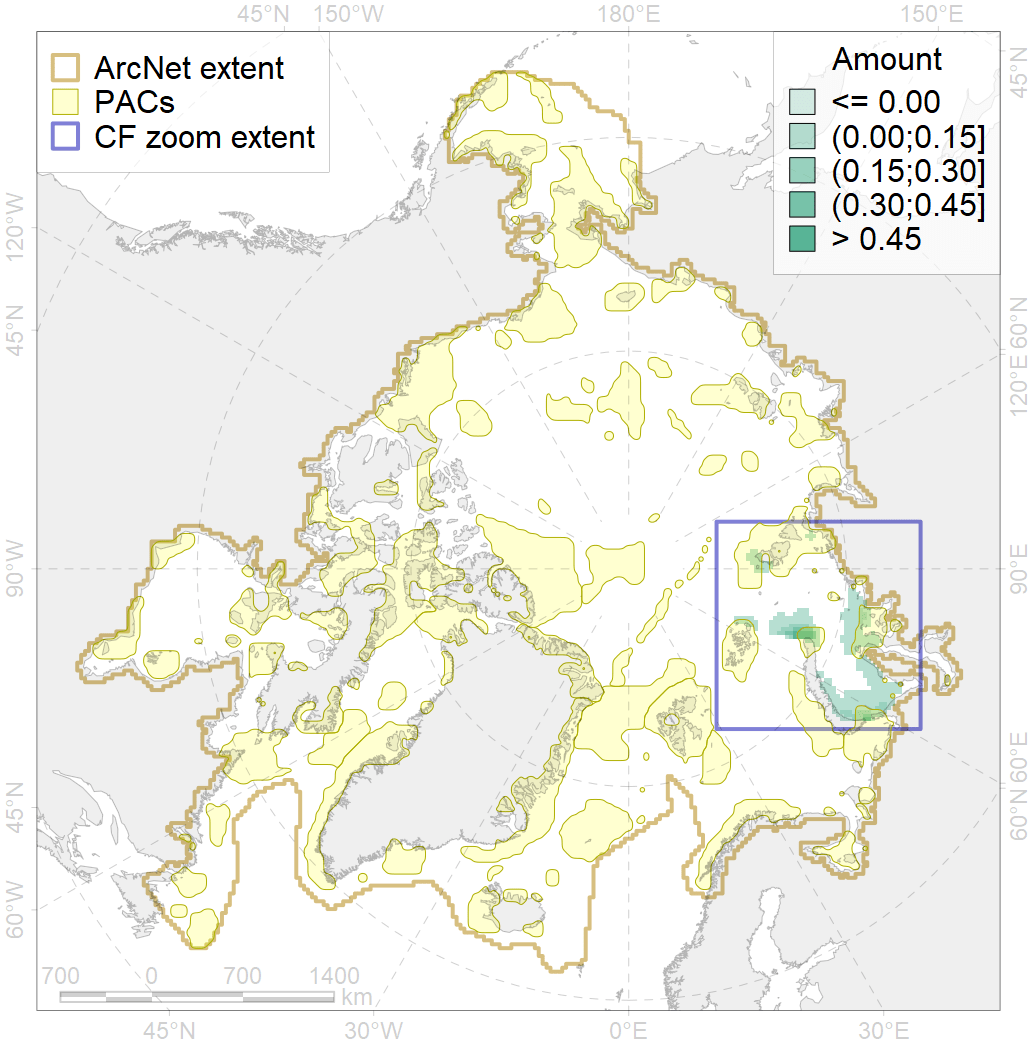 45°N 150°W 180°E 150°E
ArcNet extent
PACs
CF zoom extent
Amount
<= 0.00
(0.00;0.15]
(0.15;0.30]
(0.30;0.45]
> 0.45
120°W
45°N
90°W
45°N
60°W
45°N
60°N
120°E
90°E
60°E
60°N
700 0 700 1400
km
45°N 30°W 0°E 30°E